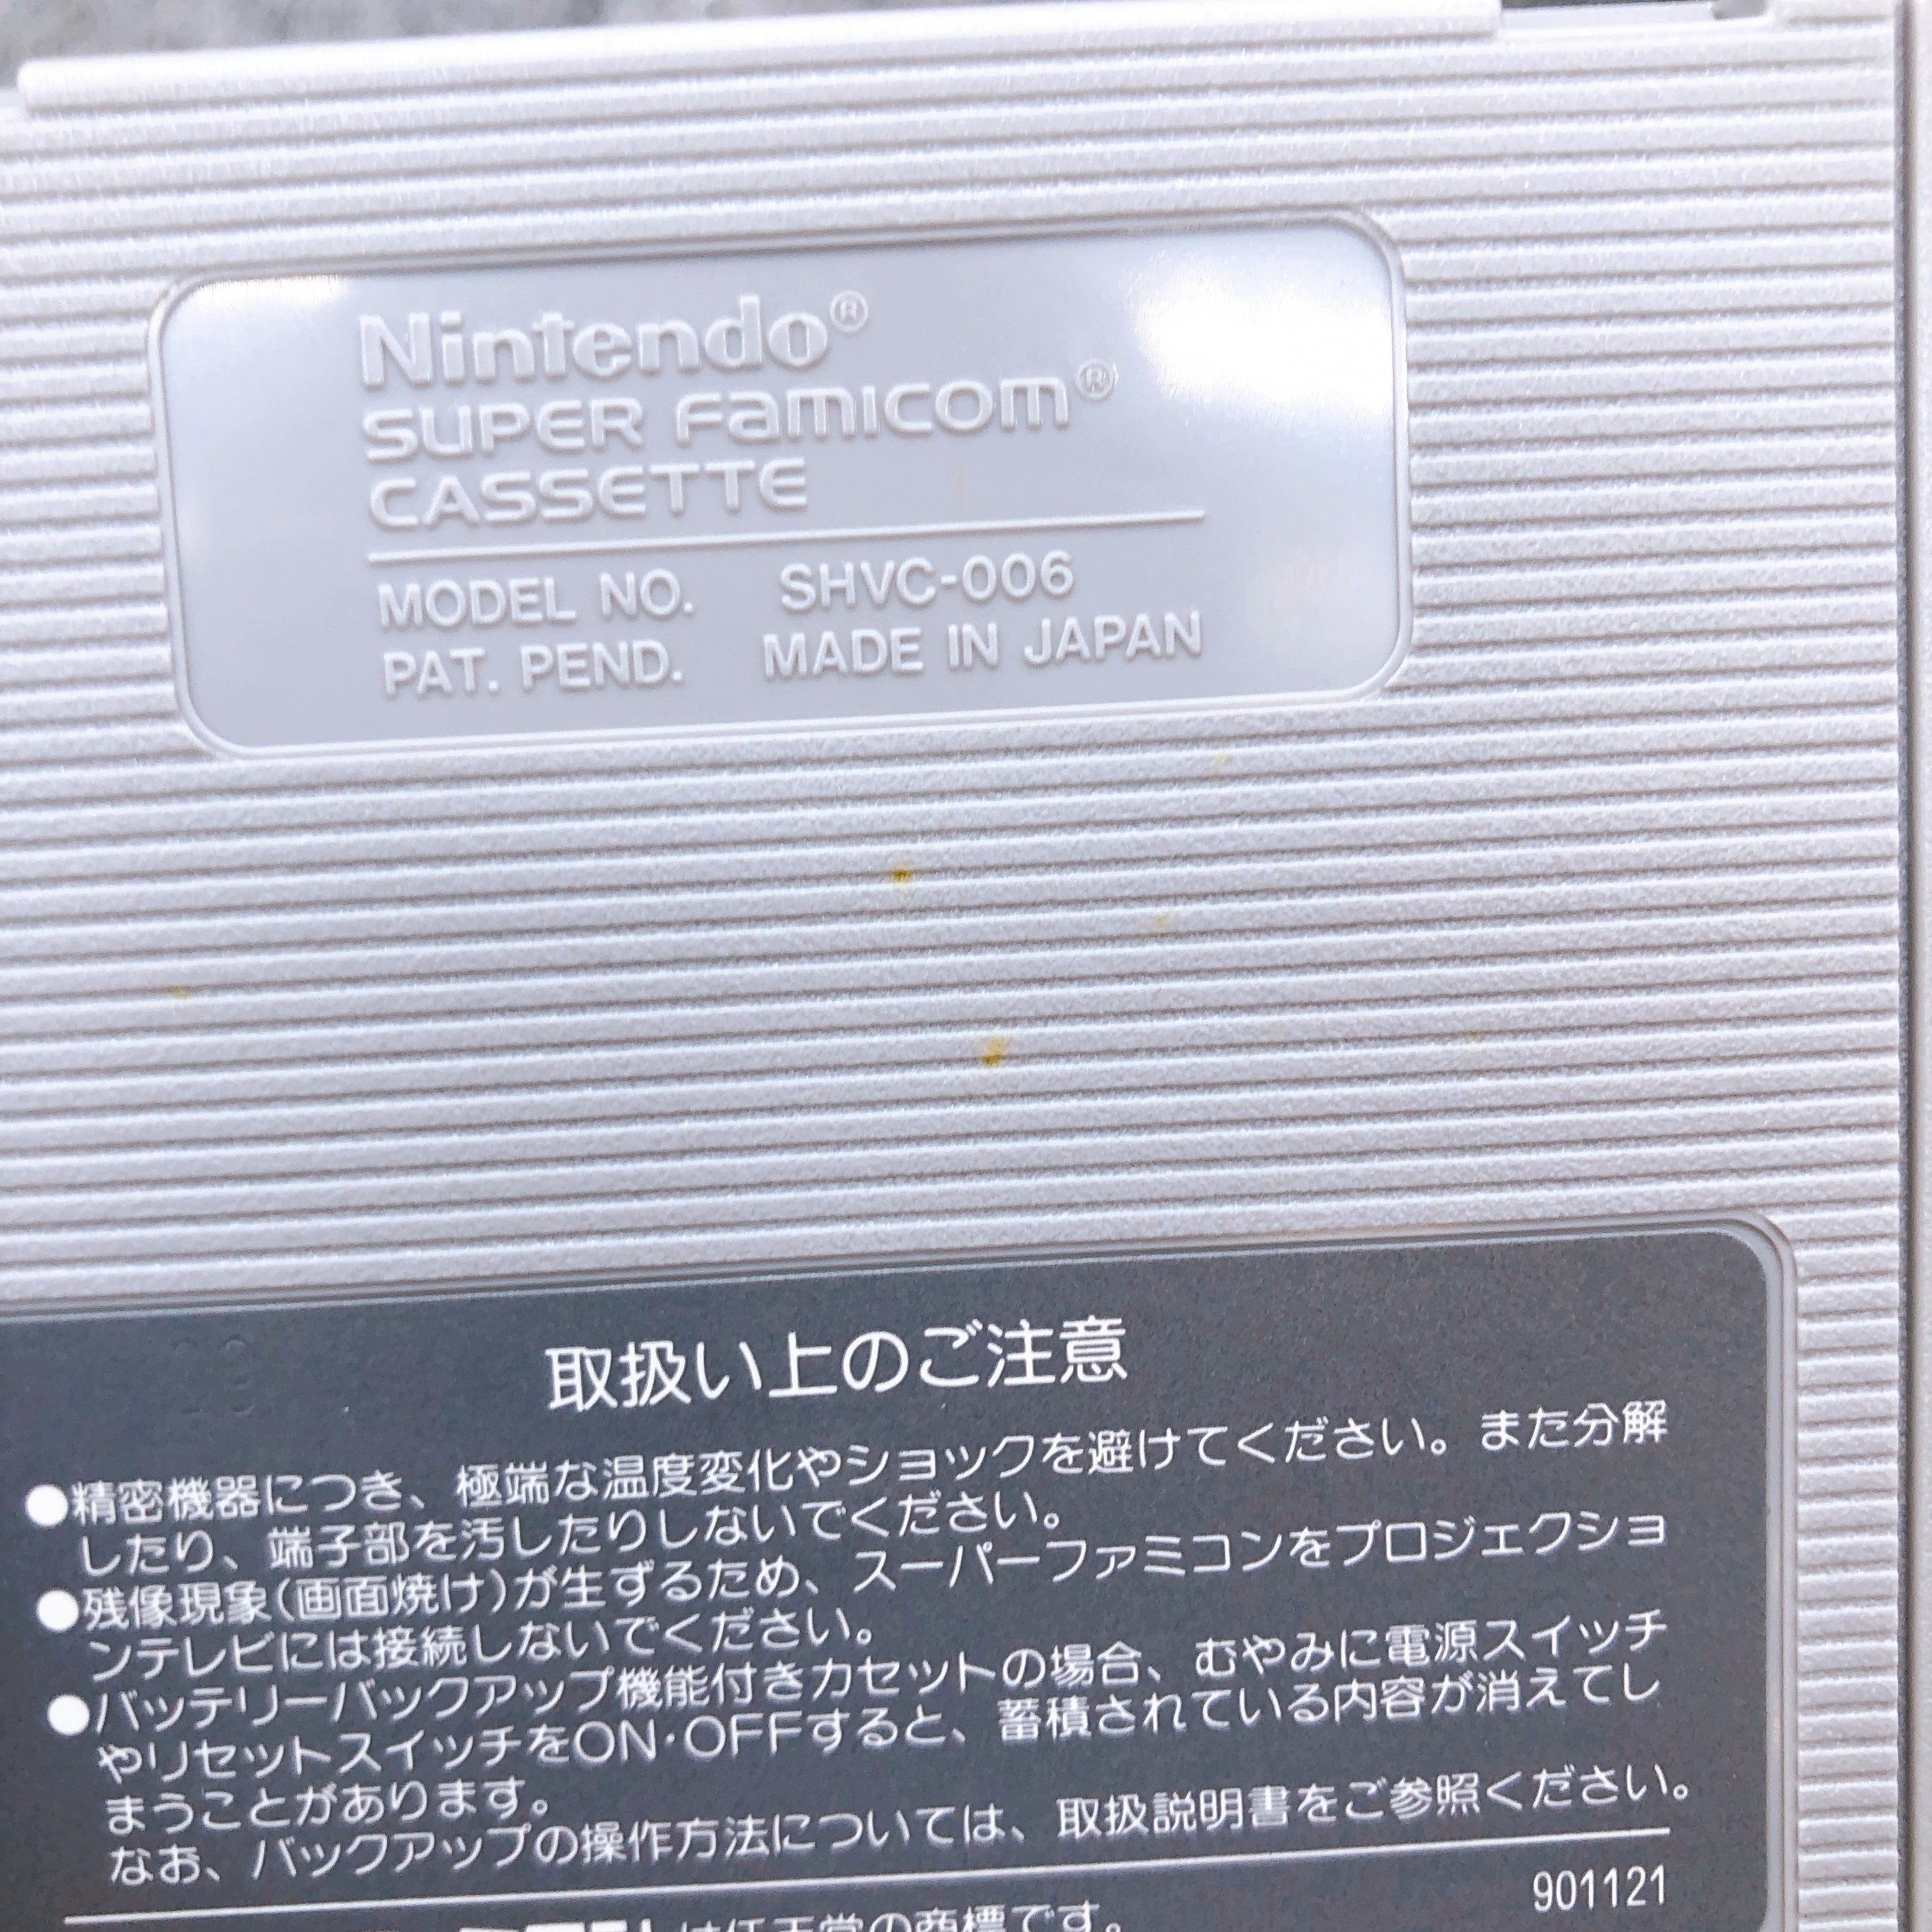 Nintendo®
SUPER FAMICOM®
CASSETTE
MODEL NO. SHVC-006
PAT. PEND. MADE IN JAPAN
取扱い上のご注意
●精密機器につき、極端な温度変化やショックを避けてください。また分解
したり、端子部を汚したりしないでください。
●残像現象(画面焼け)が生ずるため、スーパーファミコンをプロジェクショ
ンテレビには接続しないでください。
●バッテリーバックアップ機能付きカセットの場合、むやみに電源スイッチ
やリセットスイッチをON·OFFすると、蓄積されている内容が消えてし
まうことがあります。
なお、バックアップの操作方法については、取扱説明書をご参照ください。
901121
は任天堂の商標です。